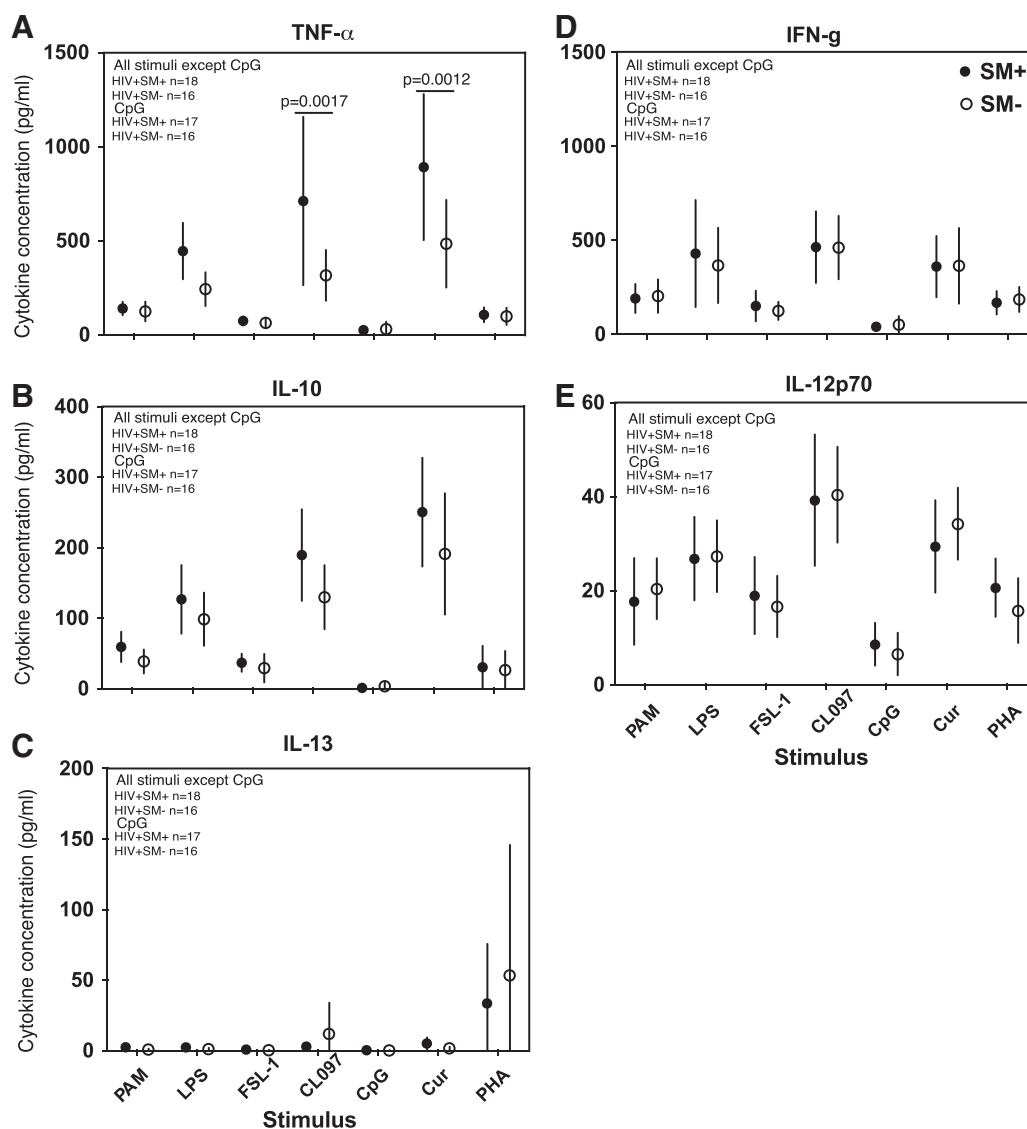 A
TNF-α
1500
1000
500
0
Cytokine concentration (pg/ml)
All stimuli except CpG
HIV+SM+ n=18
HIV+SM- n=16
CpG
HIV+SM+ n=17
HIV+SM- n=16
p=0.0017
p=0.0012
D
IFN-g
1500
1000
500
0
All stimuli except CpG
HIV+SM+ n=18
HIV+SM- n=16
CpG
HIV+SM+ n=17
HIV+SM- n=16
SM+
SM-
B
IL-10
400
300
200
100
0
Cytokine concentration (pg/ml)
All stimuli except CpG
HIV+SM+ n=18
HIV+SM- n=16
CpG
HIV+SM+ n=17
HIV+SM- n=16
E
IL-12p70
60
40
20
0
All stimuli except CpG
HIV+SM+ n=18
HIV+SM- n=16
CpG
HIV+SM+ n=17
HIV+SM- n=16
PAM
LPS
FSL-1
CL097
CpG
Cur
PHA
Stimulus
C
IL-13
200
150
100
50
0
Cytokine concentration (pg/ml)
All stimuli except CpG
HIV+SM+ n=18
HIV+SM- n=16
CpG
HIV+SM+ n=17
HIV+SM- n=16
PAM
LPS
FSL-1
CL097
CpG
Cur
PHA
Stimulus